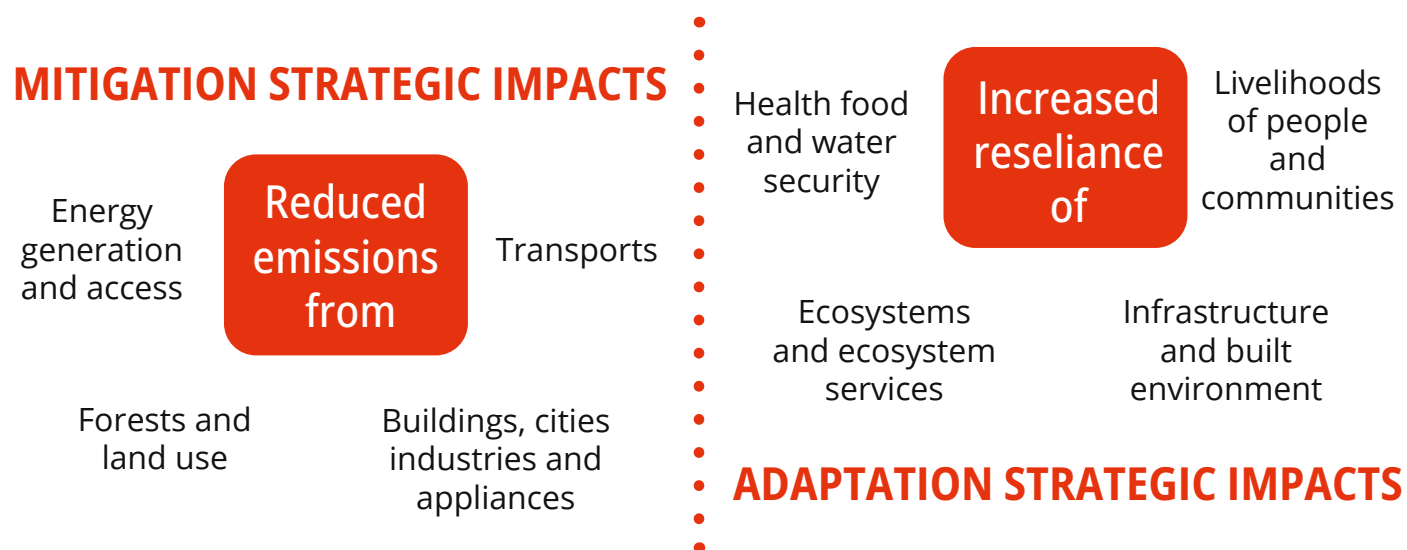 MITIGATION STRATEGIC IMPACTS
Energy
generation
and access
Reduced
emissions
from
Transports
Forests and
land use
Buildings, cities
industries and
appliances
Health food
and water
security
Increased
reseliance
of
Livelihoods
of people
and
communities
Ecosystems
and ecosystem
services
Infrastructure
and built
environment
ADAPTATION STRATEGIC IMPACTS